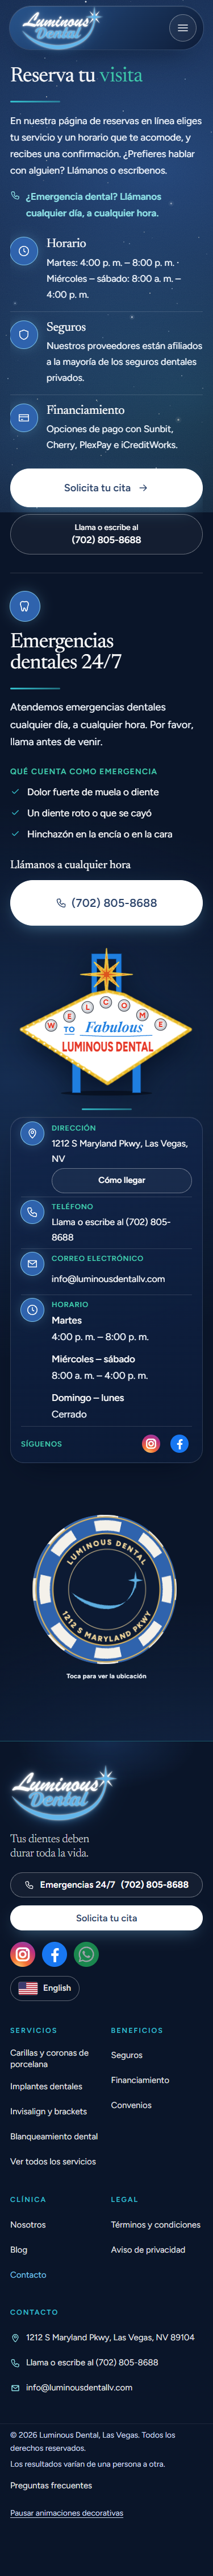 Luminous
Dental
Reserva tu visita
En nuestra página de reservas en línea eliges
tu servicio y un horario que te acomode, y
recibes una confirmación. ¿Prefieres hablar
con alguien? Llámanos o escríbenos.
¿Emergencia dental? Llámanos
cualquier día, a cualquier hora.
Horario
Martes: 4:00 p. m. – 8:00 p. m. ·
Miércoles – sábado: 8:00 a. m. –
4:00 p. m.
Seguros
Nuestros proveedores están afiliados
a la mayoría de los seguros dentales
privados.
Financiamiento
Opciones de pago con Sunbit,
Cherry, PlexPay e iCreditWorks.
Solicita tu cita →
Llama o escribe al
(702) 805-8688
Emergencias
dentales 24/7
Atendemos emergencias dentales
cualquier día, a cualquier hora. Por favor,
llama antes de venir.
QUÉ CUENTA COMO EMERGENCIA
Dolor fuerte de muela o diente
Un diente roto o que se cayó
Hinchazón en la encía o en la cara
Llámanos a cualquier hora
(702) 805-8688
WELCOME
TO Fabulous
LUMINOUS DENTAL
DIRECCIÓN
1212 S Maryland Pkwy, Las Vegas,
NV
Cómo llegar
TELÉFONO
Llama o escribe al (702) 805-
8688
CORREO ELECTRÓNICO
info@luminousdentallv.com
HORARIO
Martes
4:00 p. m. – 8:00 p. m.
Miércoles – sábado
8:00 a. m. – 4:00 p. m.
Domingo – lunes
Cerrado
SÍGUENOS
LUMINOUS DENTAL
1212 S MARYLAND PKWY
Toca para ver la ubicación
Luminous
Dental
Tus dientes deben
durar toda la vida.
Emergencias 24/7 (702) 805-8688
Solicita tu cita
English
SERVICIOS
Carillas y coronas de
porcelana
Implantes dentales
Invisalign y brackets
Blanqueamiento dental
Ver todos los servicios
BENEFICIOS
Seguros
Financiamiento
Convenios
CLÍNICA
Nosotros
Blog
Contacto
LEGAL
Términos y condiciones
Aviso de privacidad
CONTACTO
1212 S Maryland Pkwy, Las Vegas, NV 89104
Llama o escribe al (702) 805-8688
info@luminousdentallv.com
© 2026 Luminous Dental, Las Vegas. Todos los
derechos reservados.
Los resultados varían de una persona a otra.
Preguntas frecuentes
Pausar animaciones decorativas